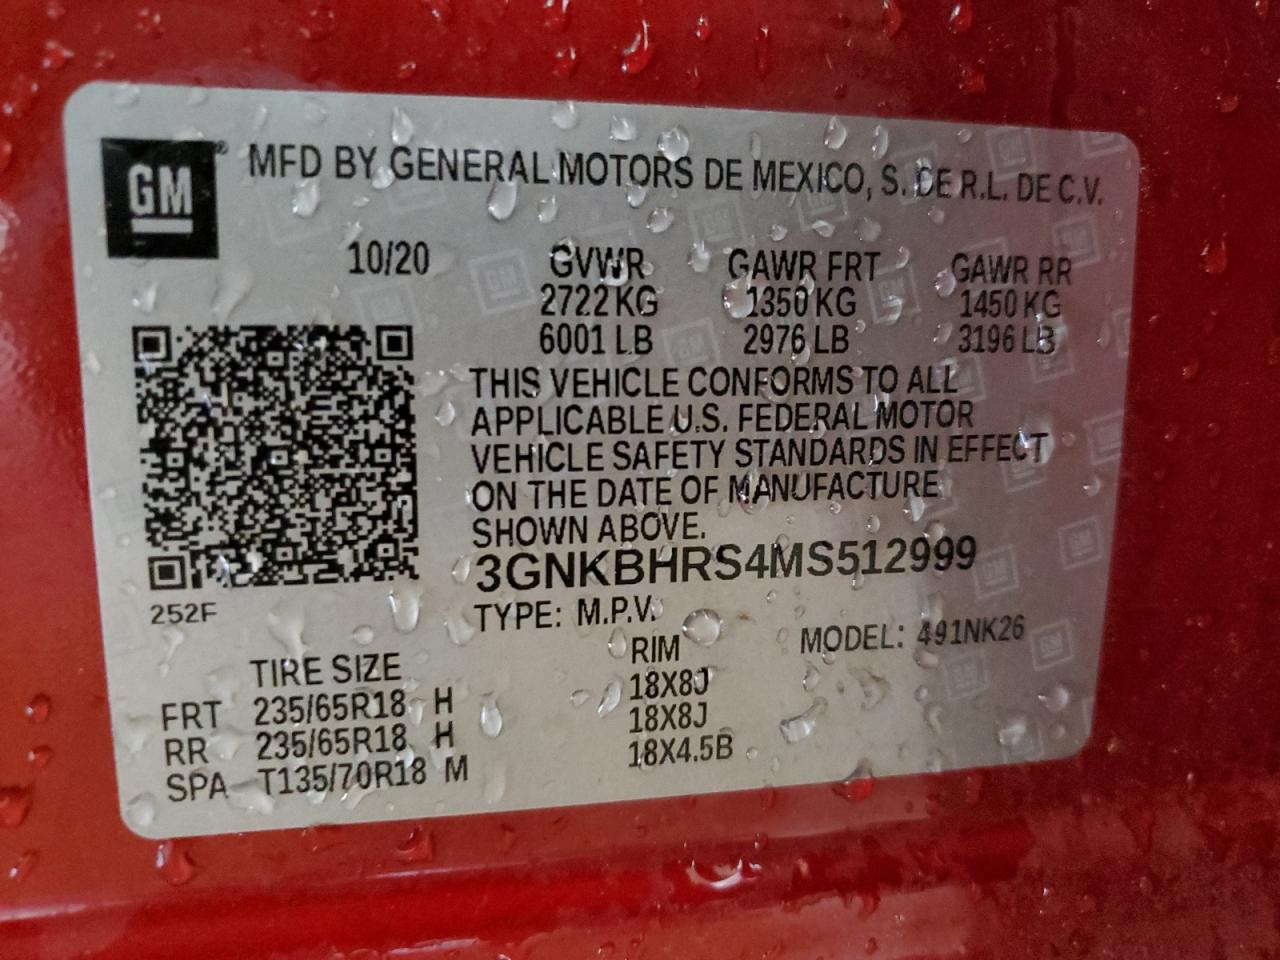 GM® MFD BY GENERAL MOTORS DE MEXICO, S. DE R.L. DE C.V.
10/20 GVWR GAWR FRT GAWR RR
2722 KG 1350 KG 1450 KG
6001 LB 2976 LB 3196 LB
THIS VEHICLE CONFORMS TO ALL
APPLICABLE U.S. FEDERAL MOTOR
VEHICLE SAFETY STANDARDS IN EFFECT
ON THE DATE OF MANUFACTURE
SHOWN ABOVE.
3GNKBHRS4MS512999
252F
TYPE: M.P.V. MODEL: 491NK26
TIRE SIZE RIM
FRT 235/65R18 H 18X8J
RR 235/65R18 H 18X8J
SPA T135/70R18 M 18X4.5B